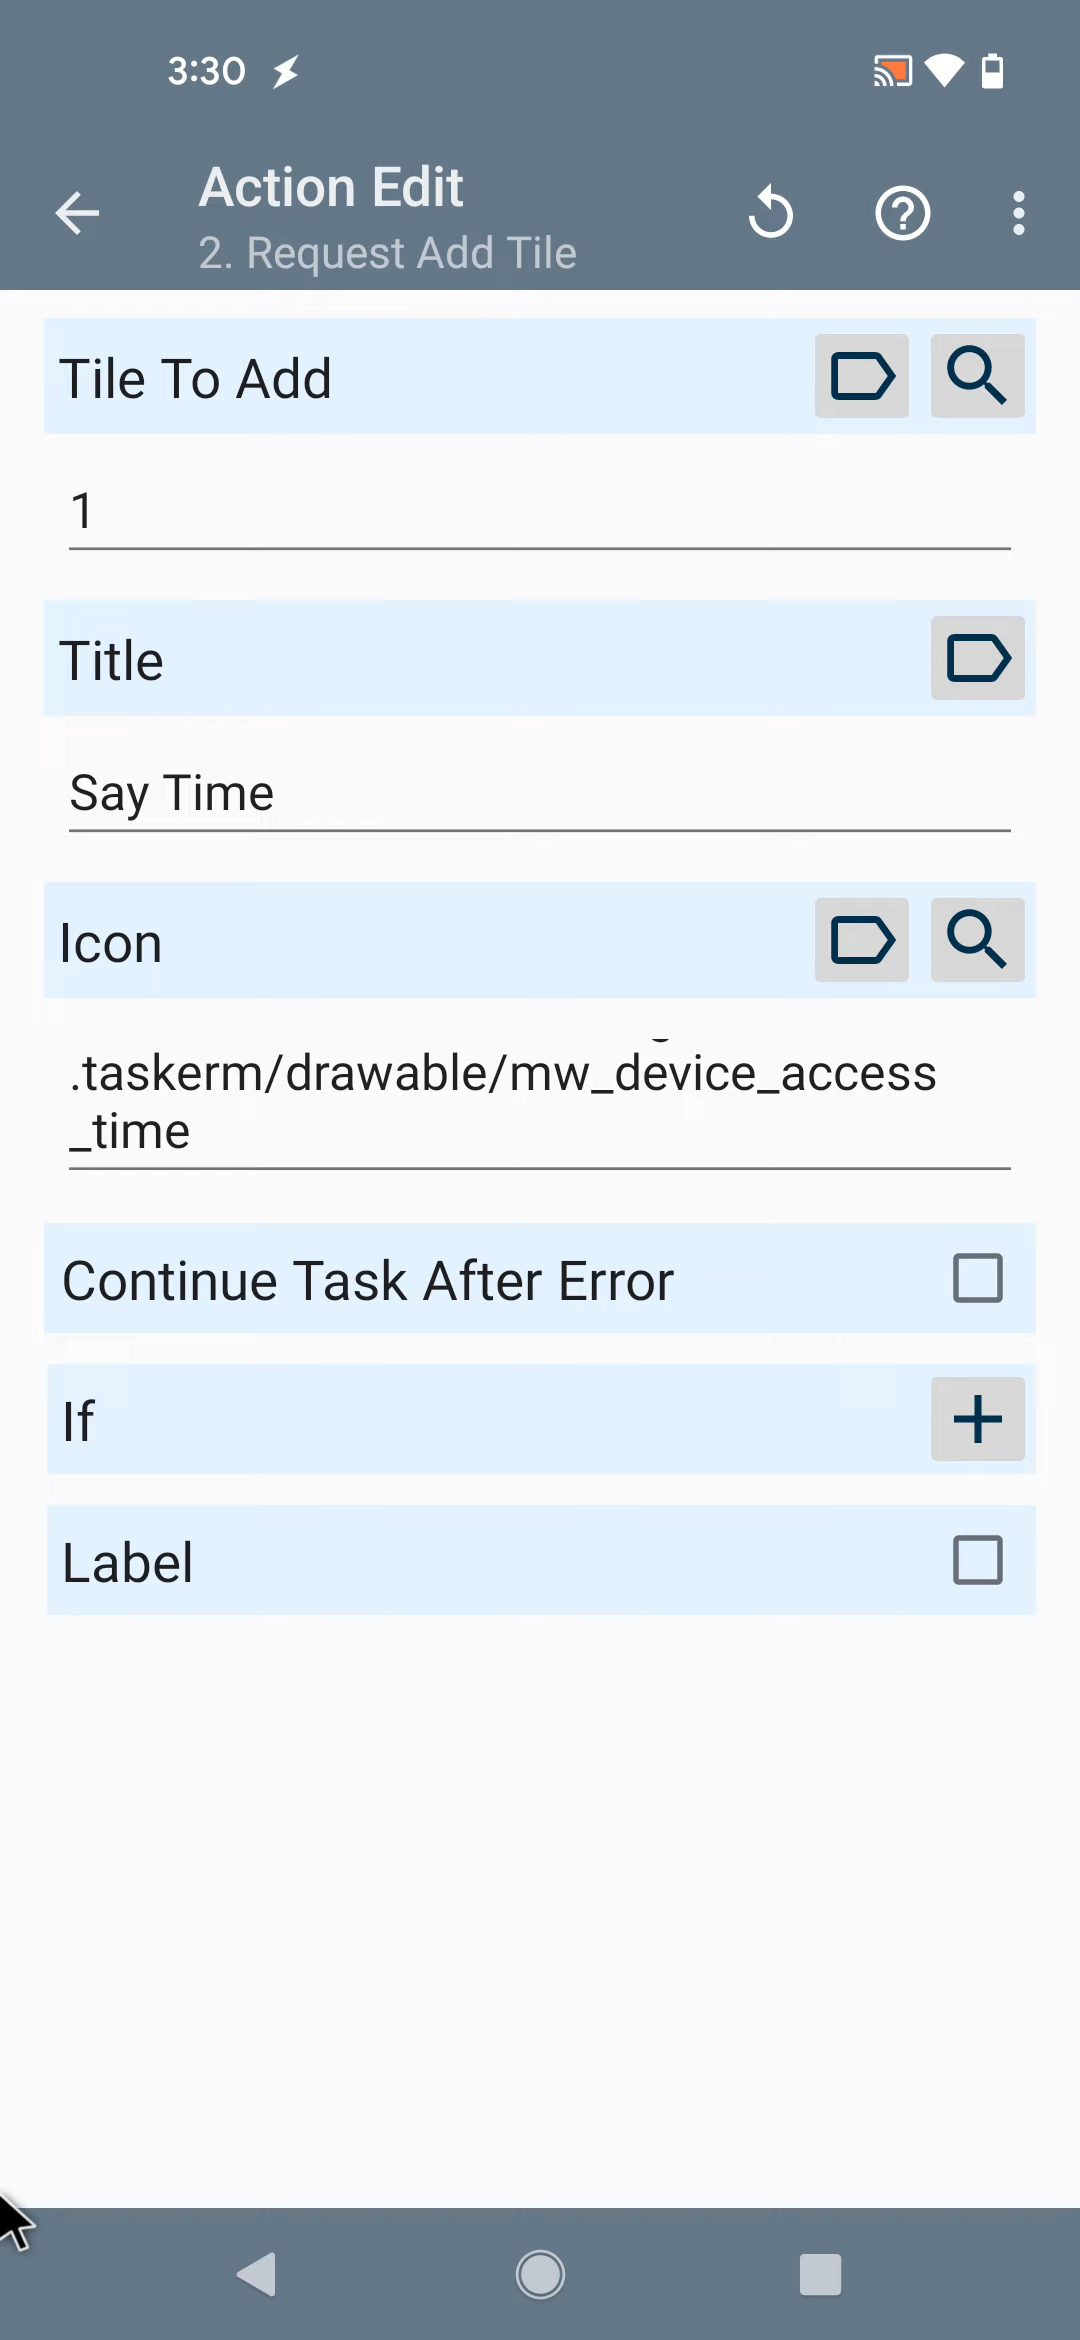 3:30
Action Edit
2. Request Add Tile
Tile To Add
1
Title
Say Time
Icon
.taskerm/drawable/mw_device_access
_time
Continue Task After Error
If
Label